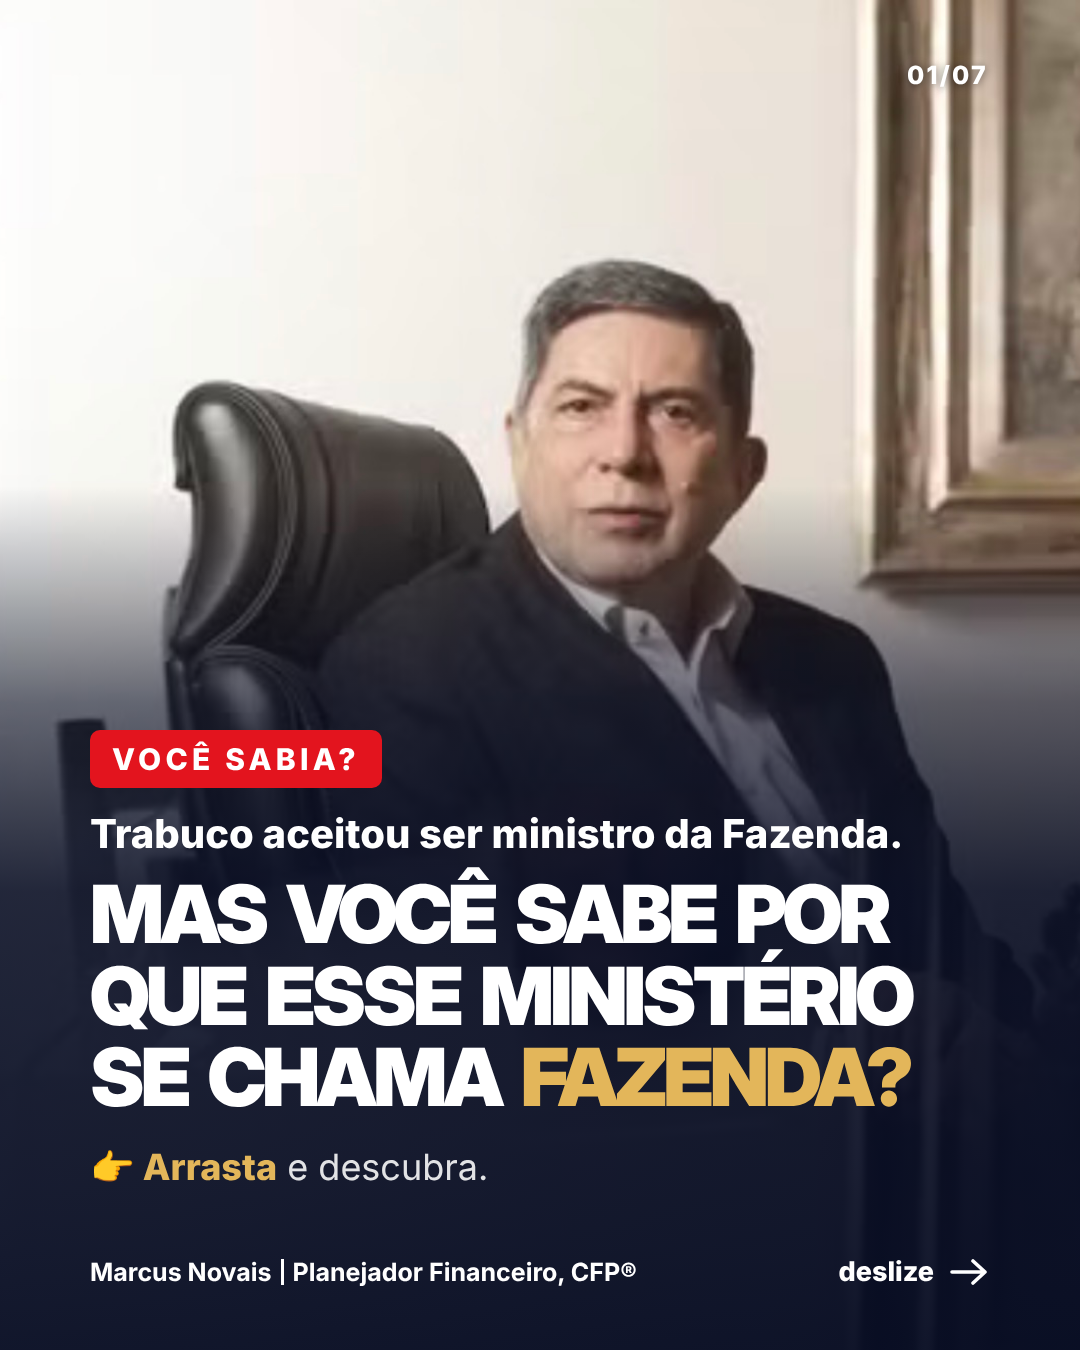 01/07
VOCÊ SABIA?
Trabuco aceitou ser ministro da Fazenda.
MAS VOCÊ SABE POR
QUE ESSE MINISTÉRIO
SE CHAMA FAZENDA?
👉 Arrasta e descubra.
Marcus Novais | Planejador Financeiro, CFP®
deslize →